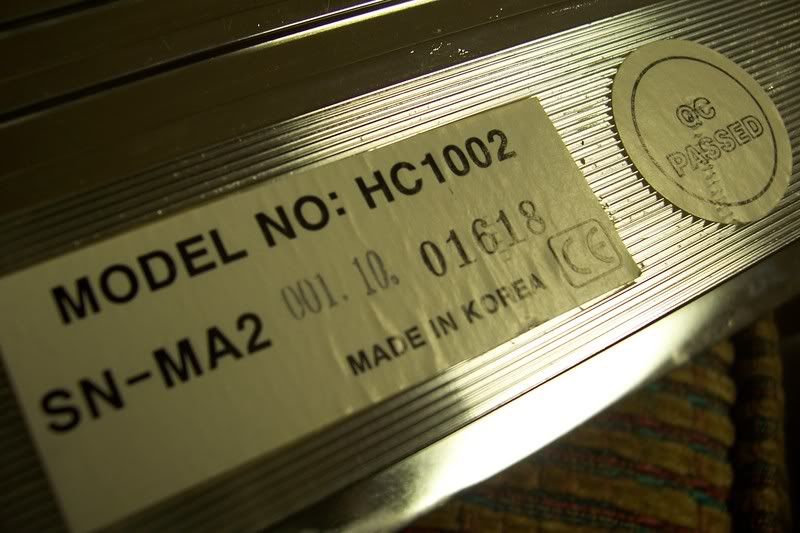 MODEL NO: HC1002
SN-MA2 001.10. 01618
MADE IN KOREA CE
QC
PASSED